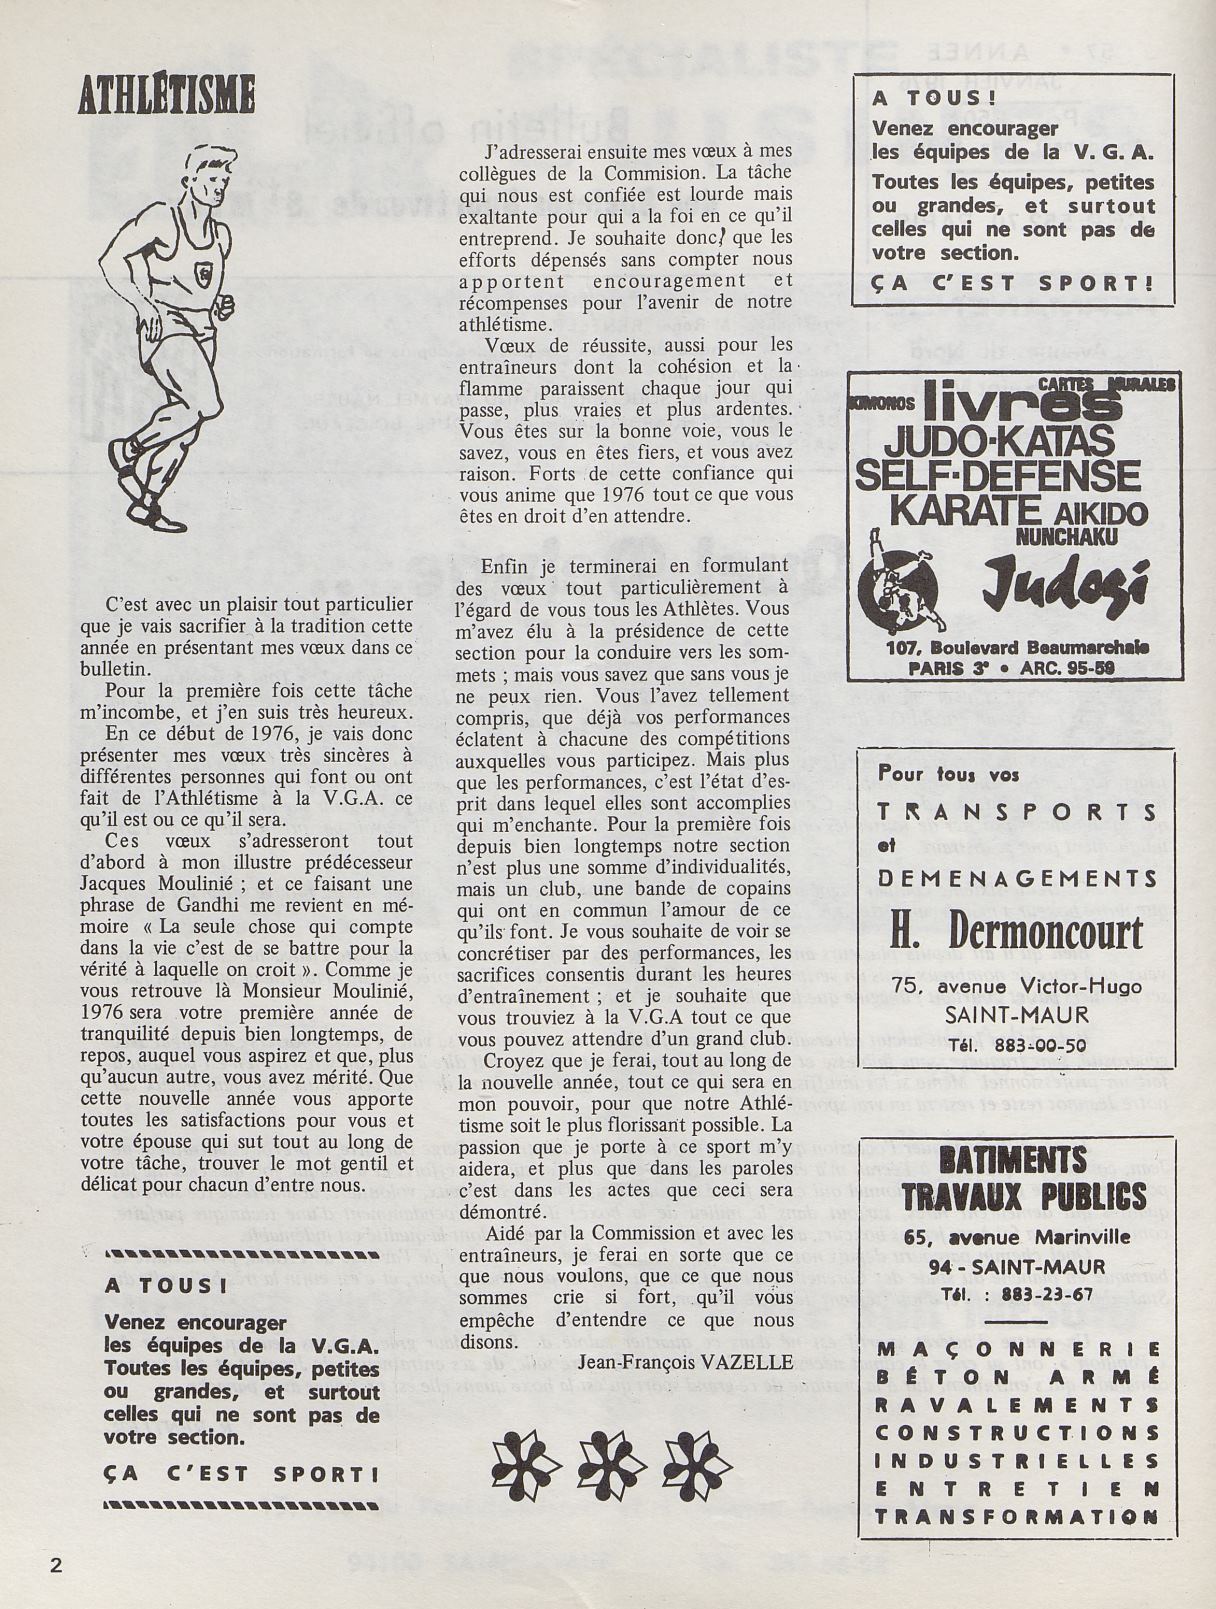 ATHLÉTISME
C'est avec un plaisir tout particulier
que je vais sacrifier à la tradition cette
année en présentant mes vœux dans ce
bulletin.
Pour la première fois cette tâche
m'incombe, et j'en suis très heureux.
En ce début de 1976, je vais donc
présenter mes vœux très sincères à
différentes personnes qui font ou ont
fait de l'Athlétisme à la V.G.A. ce
qu'il est ou ce qu'il sera.
Ces vœux s'adresseront tout
d'abord à mon illustre prédécesseur
Jacques Moulinié ; et ce faisant une
phrase de Gandhi me revient en mé-
moire « La seule chose qui compte
dans la vie c'est de se battre pour la
vérité à laquelle on croit ». Comme je
vous retrouve là Monsieur Moulinié,
1976 sera votre première année de
tranquilité depuis bien longtemps, de
repos, auquel vous aspirez et que, plus
qu'aucun autre, vous avez mérité. Que
cette nouvelle année vous apporte
toutes les satisfactions pour vous et
votre épouse qui sut tout au long de
votre tâche, trouver le mot gentil et
délicat pour chacun d'entre nous.
A TOUS!
Venez encourager
les équipes de la V.G.A.
Toutes les équipes, petites
ou grandes, et surtout
celles qui ne sont pas de
votre section.
ÇA C'EST SPORT!
J'adresserai ensuite mes vœux à mes
collègues de la Commision. La tâche
qui nous est confiée est lourde mais
exaltante pour qui a la foi en ce qu'il
entreprend. Je souhaite donc, que les
efforts dépensés sans compter nous
apportent encouragement et
récompenses pour l'avenir de notre
athlétisme.
Vœux de réussite, aussi pour les
entraîneurs dont la cohésion et la
flamme paraissent chaque jour qui
passe, plus vraies et plus ardentes.
Vous êtes sur la bonne voie, vous le
savez, vous en êtes fiers, et vous avez
raison. Forts de cette confiance qui
vous anime que 1976 tout ce que vous
êtes en droit d'en attendre.
Enfin je terminerai en formulant
des vœux tout particulièrement à
l'égard de vous tous les Athlètes. Vous
m'avez élu à la présidence de cette
section pour la conduire vers les som-
mets ; mais vous savez que sans vous je
ne peux rien. Vous l'avez tellement
compris, que déjà vos performances
éclatent à chacune des compétitions
auxquelles vous participez. Mais plus
que les performances, c'est l'état d'es-
prit dans lequel elles sont accomplies
qui m'enchante. Pour la première fois
depuis bien longtemps notre section
n'est plus une somme d'individualités,
mais un club, une bande de copains
qui ont en commun l'amour de ce
qu'ils font. Je vous souhaite de voir se
concrétiser par des performances, les
sacrifices consentis durant les heures
d'entraînement ; et je souhaite que
vous trouviez à la V.G.A tout ce que
vous pouvez attendre d'un grand club.
Croyez que je ferai, tout au long de
la nouvelle année, tout ce qui sera en
mon pouvoir, pour que notre Athlé-
tisme soit le plus florissant possible. La
passion que je porte à ce sport m'y
aidera, et plus que dans les paroles
c'est dans les actes que ceci sera
démontré.
Aidé par la Commission et avec les
entraîneurs, je ferai en sorte que ce
que nous voulons, que ce que nous
sommes crie si fort, qu'il vous
empêche d'entendre ce que nous
disons.
Jean-François VAZELLE
A TOUS!
Venez encourager
les équipes de la V. G. A.
Toutes les équipes, petites
ou grandes, et surtout
celles qui ne sont pas de
votre section.
ÇA C'EST SPORT!
KIMONOS livres CARTES MURALES
JUDO·KATAS
SELF-DEFENSE
KARATE AIKIDO
NUNCHAKU
Judogi
107, Boulevard Beaumarchais
PARIS 3e • ARC. 95-59
Pour tous vos
TRANSPORTS
et
DEMENAGEMENTS
H. Dermoncourt
75, avenue Victor-Hugo
SAINT-MAUR
Tél. 883-00-50
BATIMENTS
TRAVAUX PUBLICS
65, avenue Marinville
94 - SAINT-MAUR
Tél. : 883-23-67
MAÇONNERIE
BÉTON ARMÉ
RAVALEMENTS
CONSTRUCTIONS
INDUSTRIELLES
ENTRETIEN
TRANSFORMATION
2